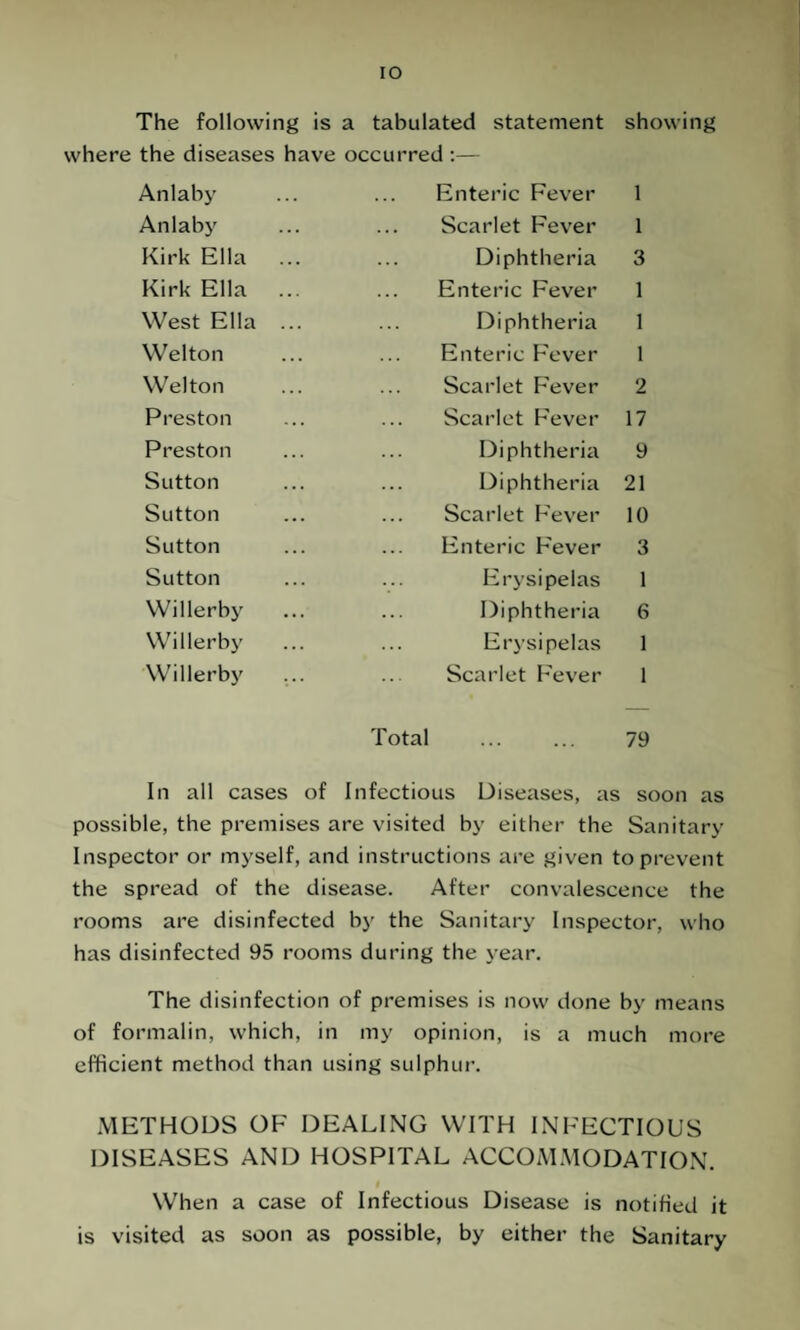 10
The following is a tabulated statement showing
where the diseases have occurred :—
Anlaby ... ... Enteric Fever 1
Anlaby ... ... Scarlet Fever 1
Kirk Ella ... ... Diphtheria 3
Kirk Ella ... ... Enteric Fever 1
West Ella ... ... Diphtheria 1
Welton ... ... Enteric Fever 1
Welton ... ... Scarlet Fever 2
Preston ... ... Scarlet Fever 17
Preston ... ... Diphtheria 9
Sutton ... ... Diphtheria 21
Sutton ... ... Scarlet Fever 10
Sutton ... ... Enteric Fever 3
Sutton ... ... Erysipelas 1
Willerby ... ... Diphtheria 6
Willerby ... ... Erysipelas 1
Willerby ... ... Scarlet Fever 1
Total ... ... 79
In all cases of Infectious Diseases, as soon as
possible, the premises are visited by either the Sanitary
Inspector or myself, and instructions are given to prevent
the spread of the disease. After convalescence the
rooms are disinfected by the Sanitary Inspector, who
has disinfected 95 rooms during the year.
The disinfection of premises is now done by means
of formalin, which, in my opinion, is a much more
efficient method than using sulphur.
METHODS OF DEALING WITH INFECTIOUS
DISEASES AND HOSPITAL ACCOMMODATION.
When a case of Infectious Disease is notified it
is visited as soon as possible, by either the Sanitary